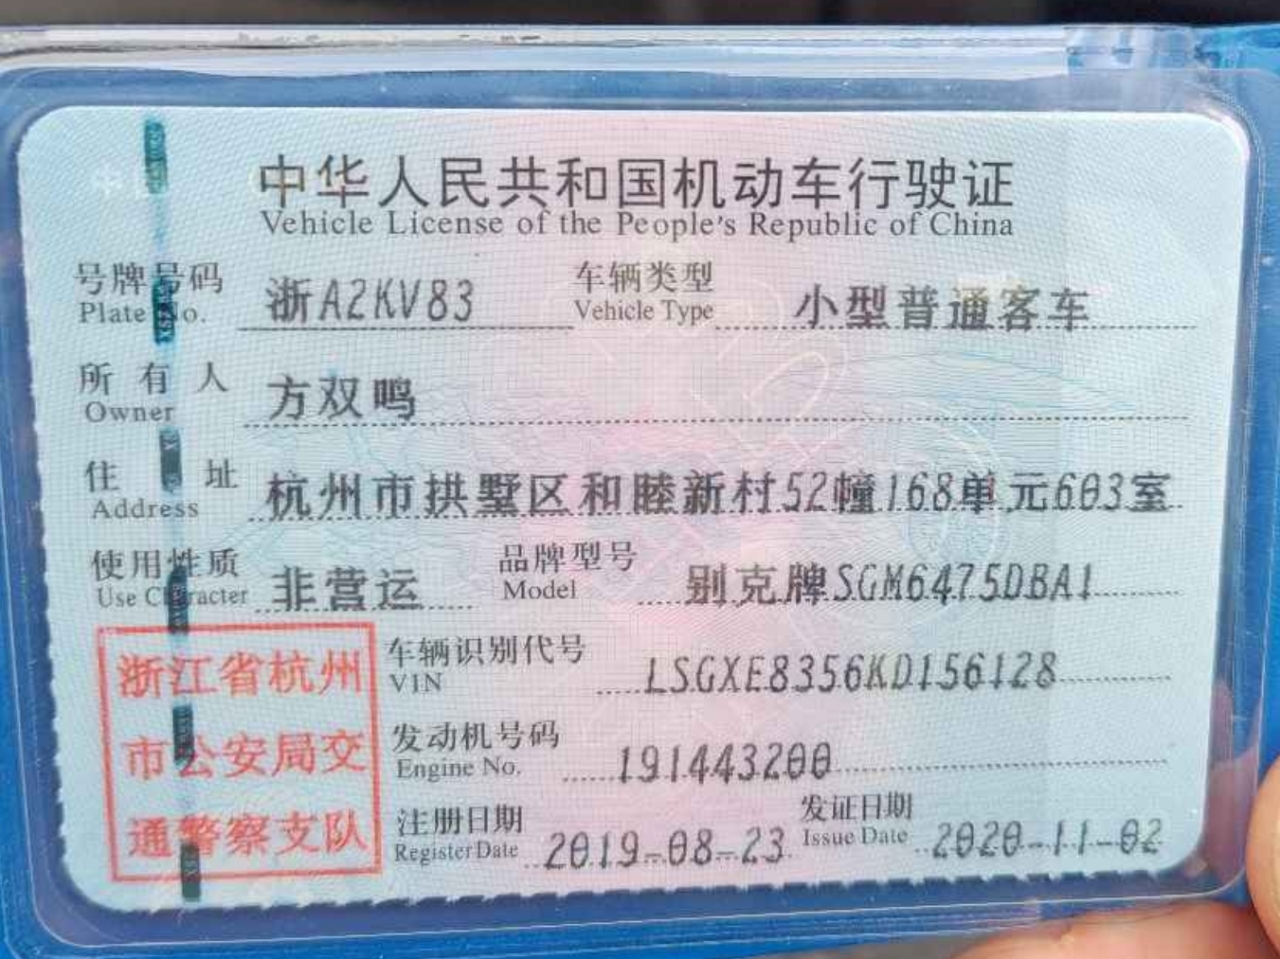 中华人民共和国机动车行驶证
Vehicle License of the People's Republic of China
号牌号码 浙A2KV83 车辆类型 小型普通客车
Plate No. Vehicle Type
所有人 方双鸣
Owner
住址 杭州市拱墅区和睦新村52幢168单元603室
Address
使用性质 非营运 品牌型号 别克牌SGM6475DBA1
Use Character Model
浙江省杭州
市公安局交
通警察支队
车辆识别代号 LSGXE8356KD156128
VIN
发动机号码 191443200
Engine No.
注册日期 2019-08-23 发证日期 2020-11-02
Register Date Issue Date